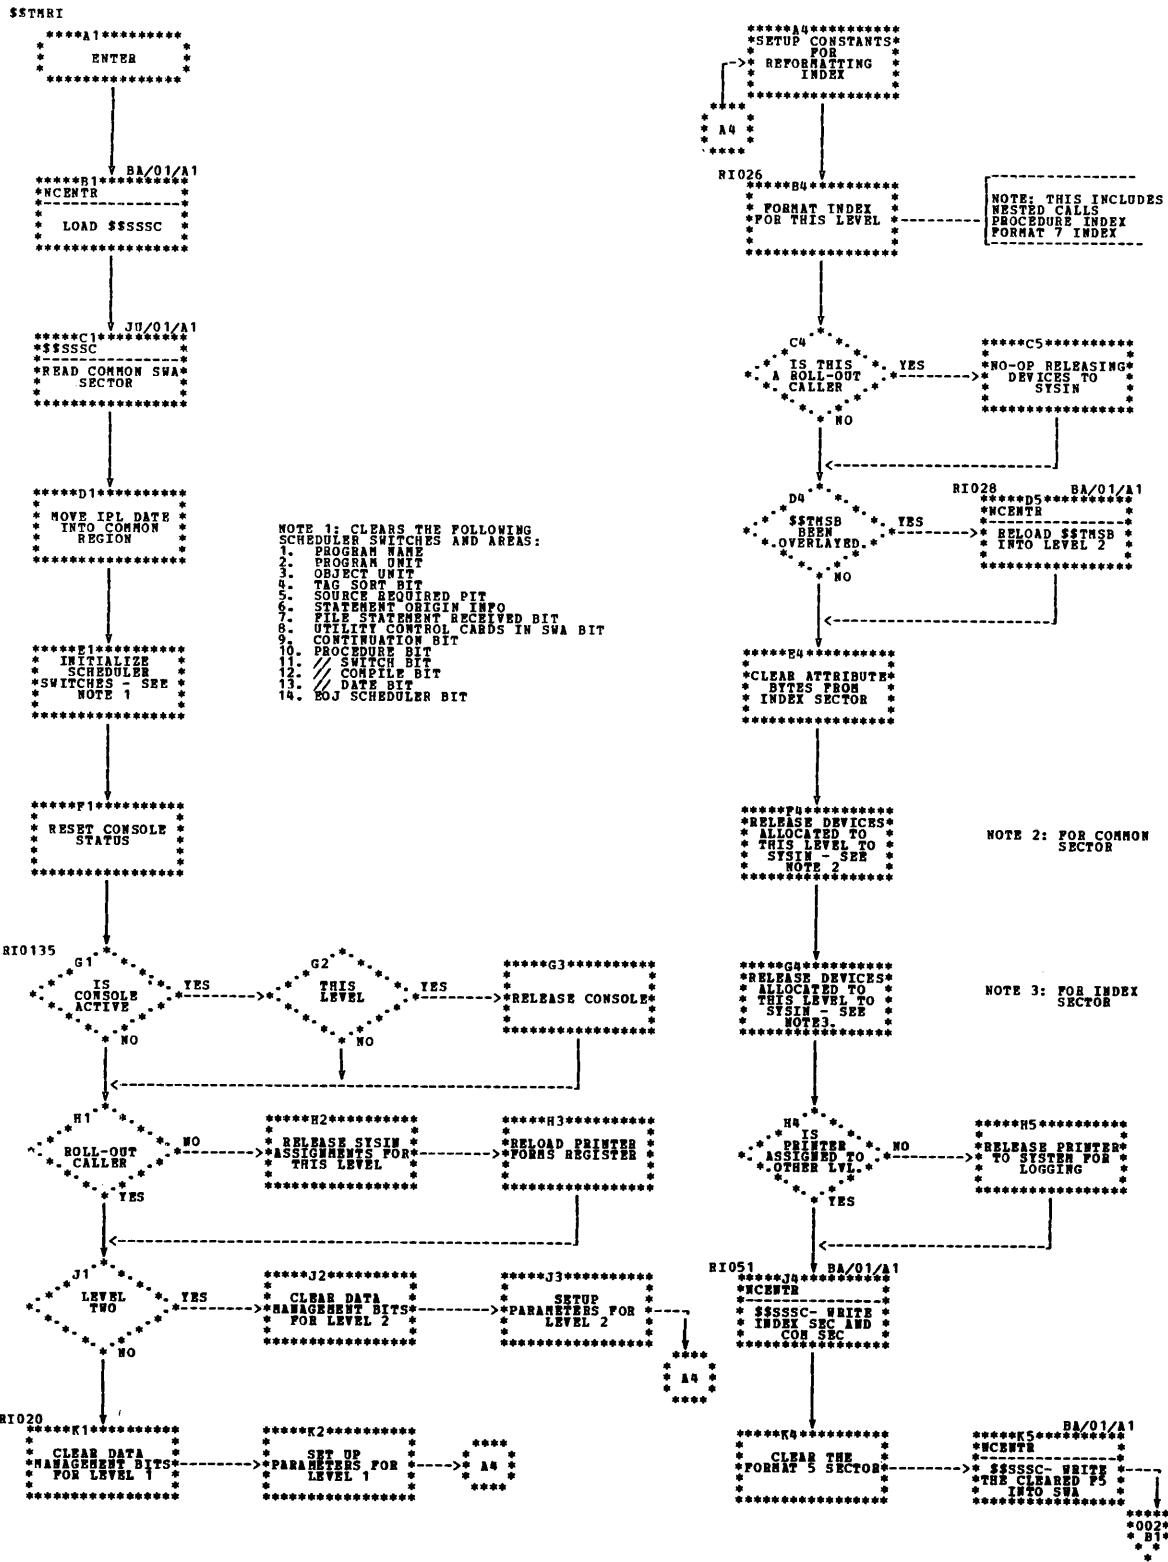 $$TMRI
A1
ENTER
BA/01/A1
B1
NCENTR
LOAD $$SSSC
JU/01/A1
C1
$$SSSC
READ COMMON SWA
SECTOR
D1
MOVE IPL DATE
INTO COMMON
REGION
E1
INITIALIZE
SCHEDULER
SWITCHES - SEE
NOTE 1
F1
RESET CONSOLE
STATUS
RI0135
G1
IS
CONSOLE
ACTIVE
YES
NO
G2
THIS
LEVEL
YES
NO
G3
RELEASE CONSOLE
H1
ROLL-OUT
CALLER
NO
YES
H2
RELEASE SYSIN
ASSIGNMENTS FOR
THIS LEVEL
H3
RELOAD PRINTER
FORMS REGISTER
J1
LEVEL
TWO
YES
NO
J2
CLEAR DATA
MANAGEMENT BITS
FOR LEVEL 2
J3
SETUP
PARAMETERS FOR
LEVEL 2
A4
RI020
K1
CLEAR DATA
MANAGEMENT BITS
FOR LEVEL 1
K2
SET UP
PARAMETERS FOR
LEVEL 1
A4
NOTE 1: CLEARS THE FOLLOWING
SCHEDULER SWITCHES AND AREAS:
1. PROGRAM NAME
2. PROGRAM UNIT
3. OBJECT UNIT
4. TAG SORT BIT
5. SOURCE REQUIRED PIT
6. STATEMENT ORIGIN INFO
7. FILE STATEMENT RECEIVED BIT
8. UTILITY CONTROL CARDS IN SWA BIT
9. CONTINUATION BIT
10. PROCEDURE BIT
11. // SWITCH BIT
12. // COMPILE BIT
13. // DATE BIT
14. EOJ SCHEDULER BIT
A4
SETUP CONSTANTS
FOR
REFORMATTING
INDEX
A4
RI026
B4
FORMAT INDEX
FOR THIS LEVEL
NOTE: THIS INCLUDES
NESTED CALLS
PROCEDURE INDEX
FORMAT 7 INDEX
C4
IS THIS
A ROLL-OUT
CALLER
YES
NO
C5
NO-OP RELEASING
DEVICES TO
SYSIN
D4
$$TMSB
BEEN
OVERLAYED
YES
NO
RI028
BA/01/A1
D5
NCENTR
RELOAD $$TMSB
INTO LEVEL 2
E4
CLEAR ATTRIBUTE
BYTES FROM
INDEX SECTOR
F4
RELEASE DEVICES
ALLOCATED TO
THIS LEVEL TO
SYSIN - SEE
NOTE 2
NOTE 2: FOR COMMON
SECTOR
G4
RELEASE DEVICES
ALLOCATED TO
THIS LEVEL TO
SYSIN - SEE
NOTE3.
NOTE 3: FOR INDEX
SECTOR
H4
IS
PRINTER
ASSIGNED TO
OTHER LVL.
NO
YES
H5
RELEASE PRINTER
TO SYSTEM FOR
LOGGING
RI051
BA/01/A1
J4
NCENTR
$$SSSC- WRITE
INDEX SEC AND
COM SEC
K4
CLEAR THE
FORMAT 5 SECTOR
BA/01/A1
K5
NCENTR
$$SSSC- WRITE
THE CLEARED F5
INTO SWA
002
B1